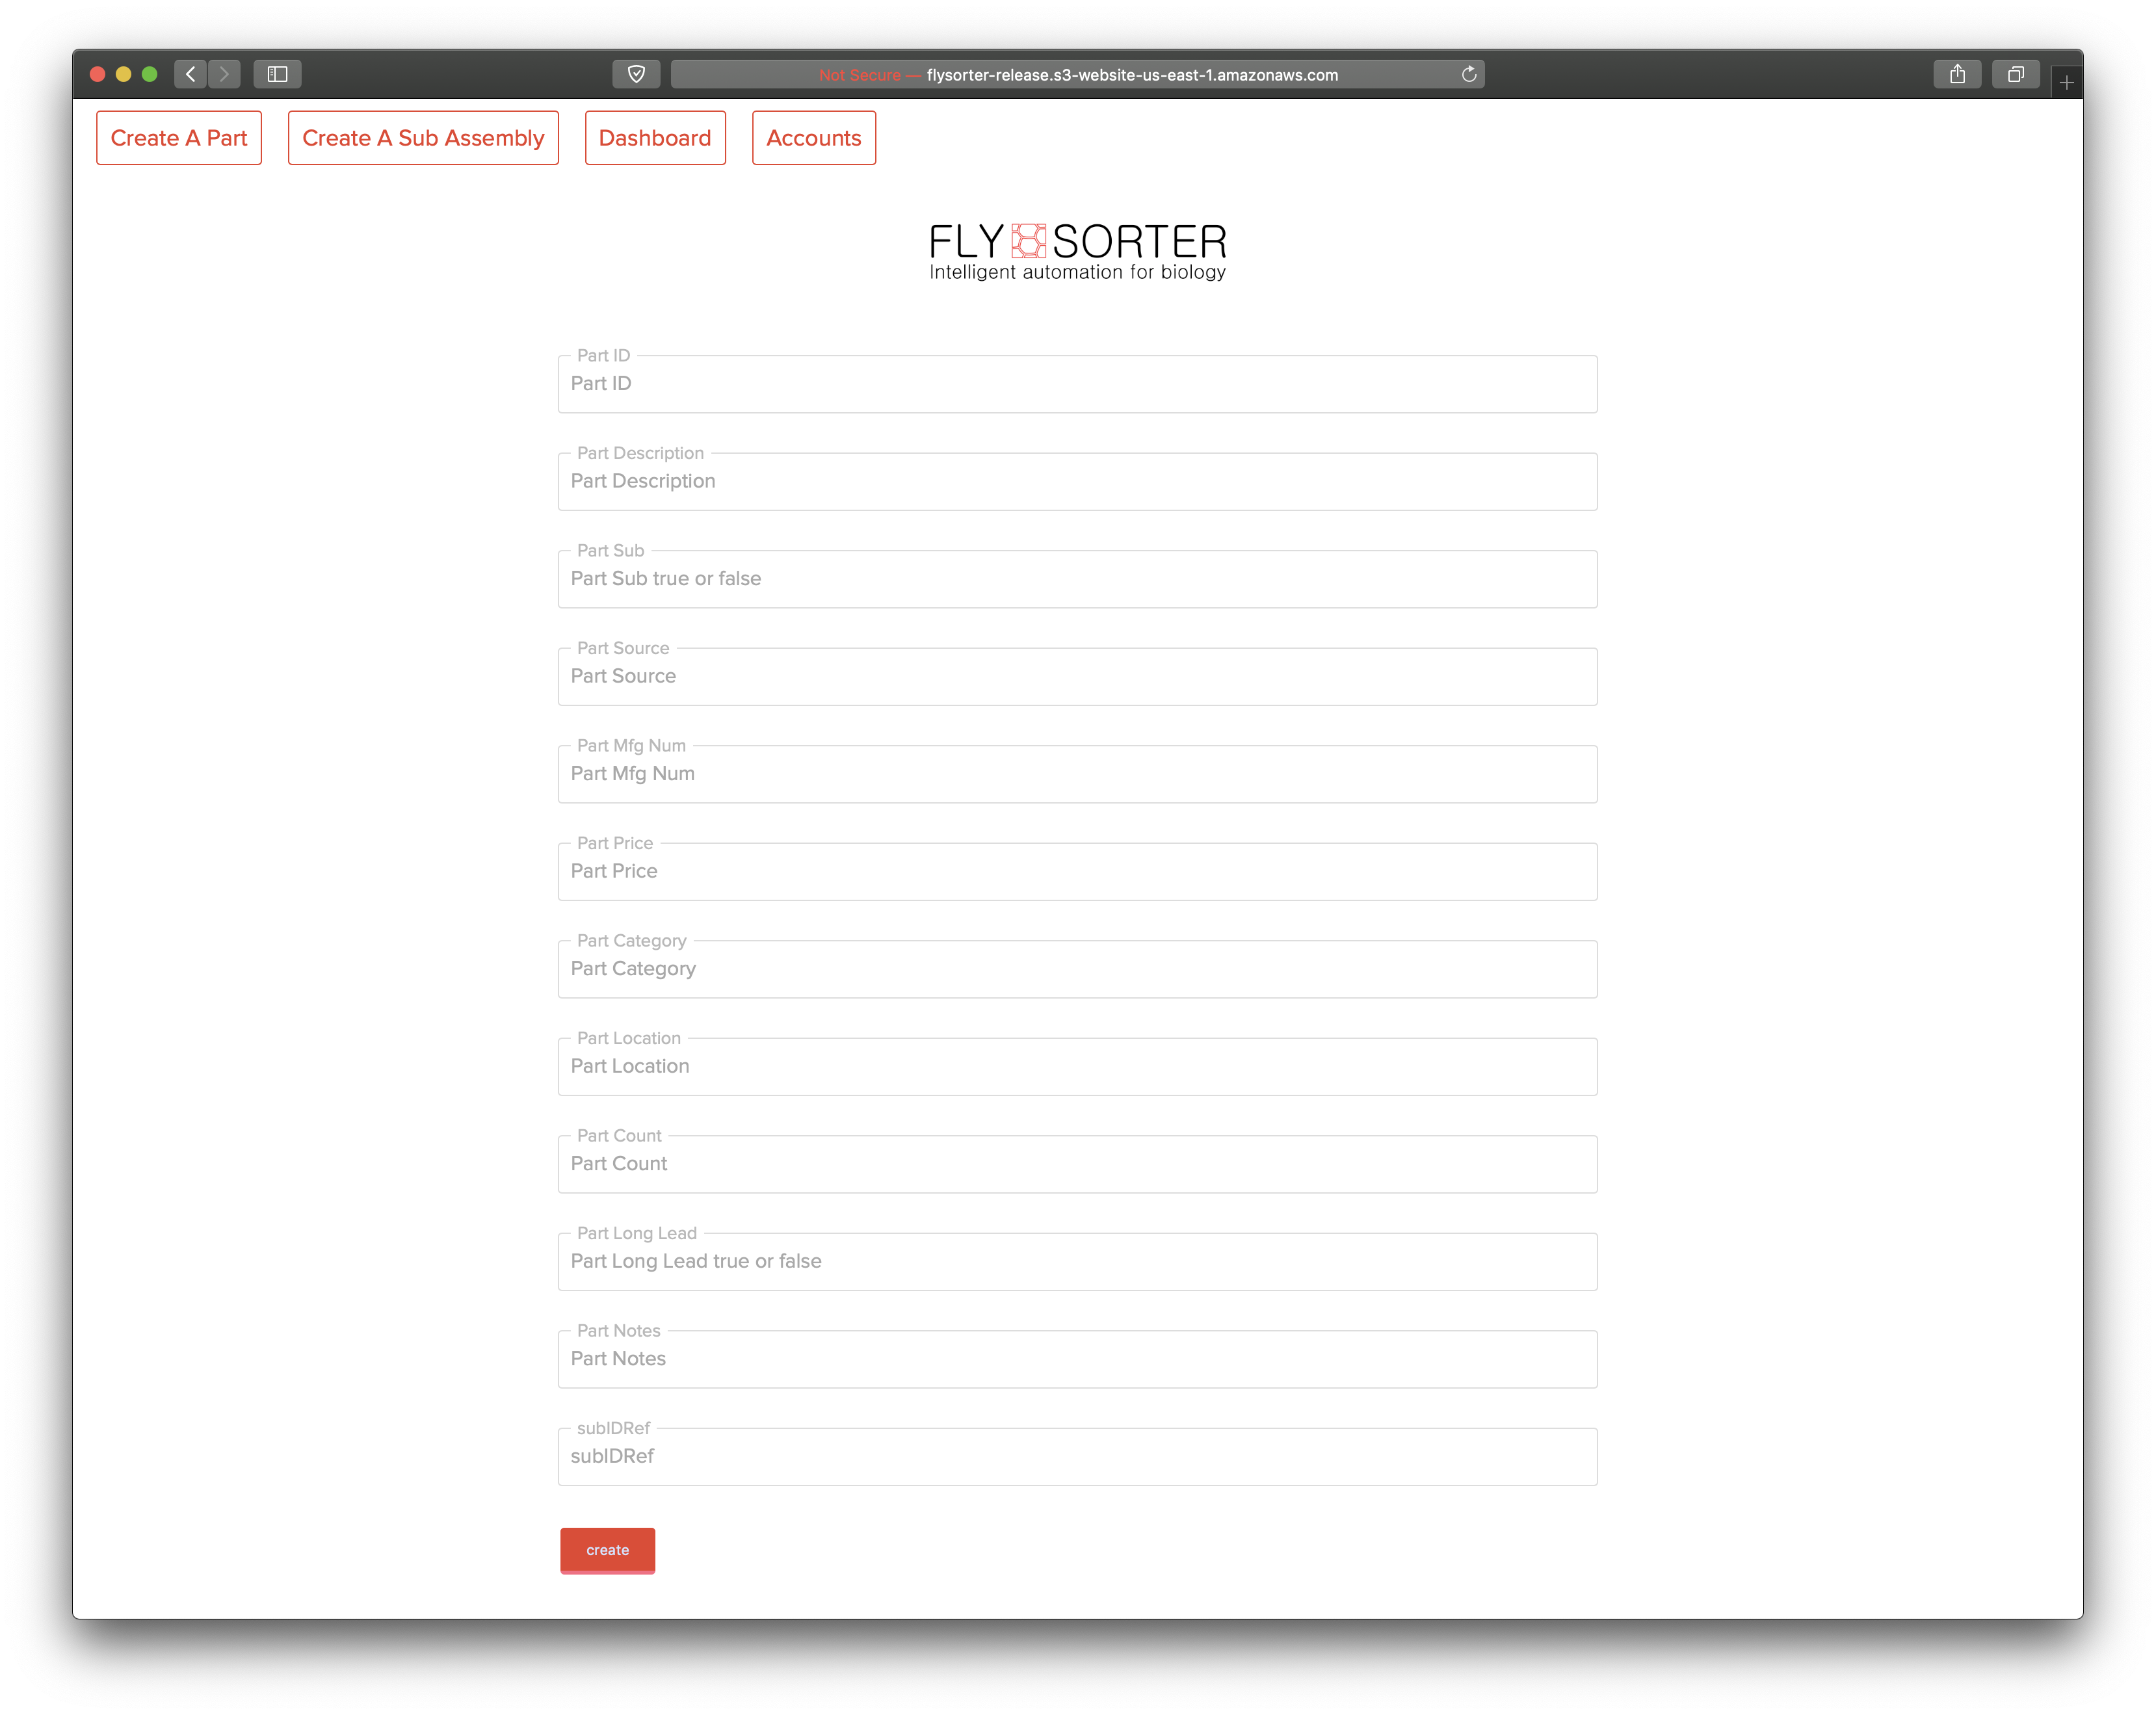 Not Secure — flysorter-release.s3-website-us-east-1.amazonaws.com
Create A Part
Create A Sub Assembly
Dashboard
Accounts
FLY SORTER
Intelligent automation for biology
Part ID
Part ID
Part Description
Part Description
Part Sub
Part Sub true or false
Part Source
Part Source
Part Mfg Num
Part Mfg Num
Part Price
Part Price
Part Category
Part Category
Part Location
Part Location
Part Count
Part Count
Part Long Lead
Part Long Lead true or false
Part Notes
Part Notes
subIDRef
subIDRef
create